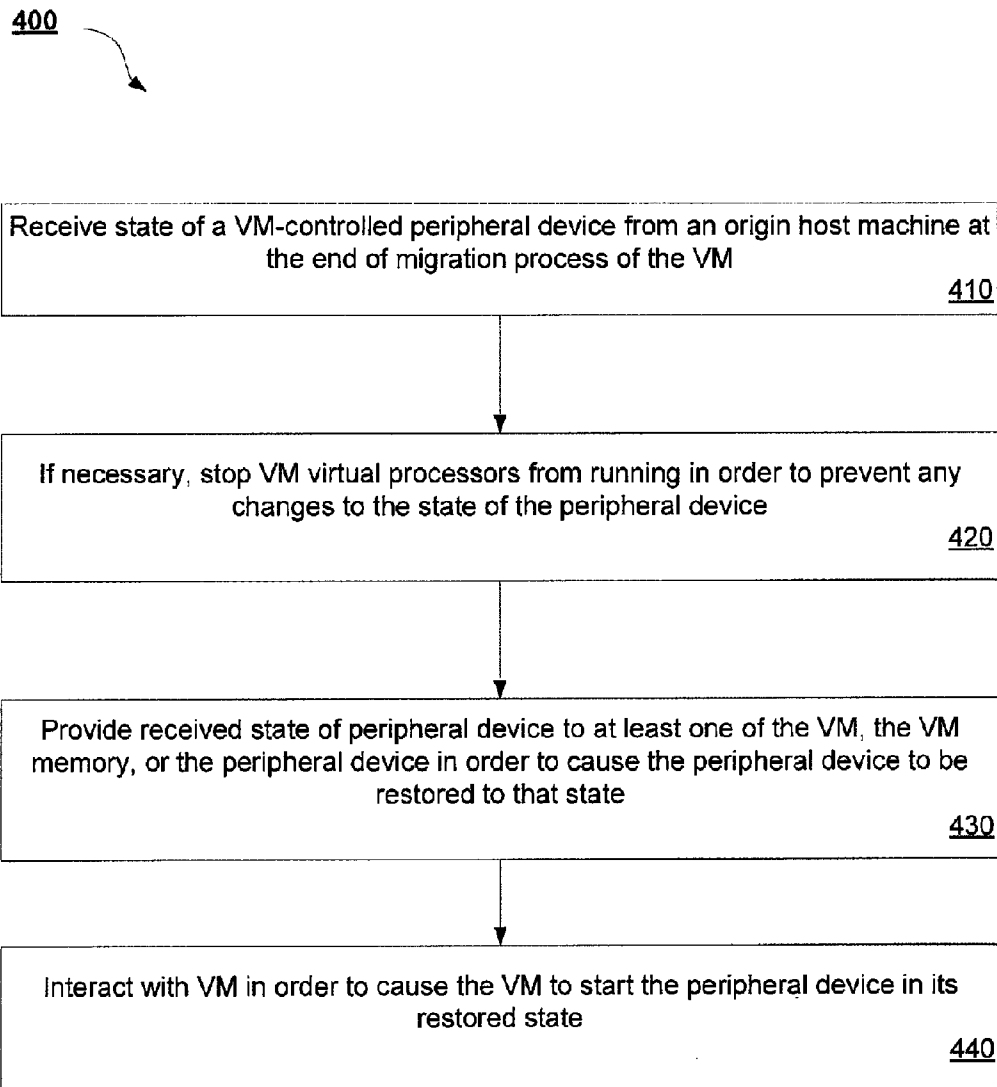 400
Receive state of a VM-controlled peripheral device from an origin host machine at
the end of migration process of the VM
410
If necessary, stop VM virtual processors from running in order to prevent any
changes to the state of the peripheral device
420
Provide received state of peripheral device to at least one of the VM, the VM
memory, or the peripheral device in order to cause the peripheral device to be
restored to that state
430
Interact with VM in order to cause the VM to start the peripheral device in its
restored state
440